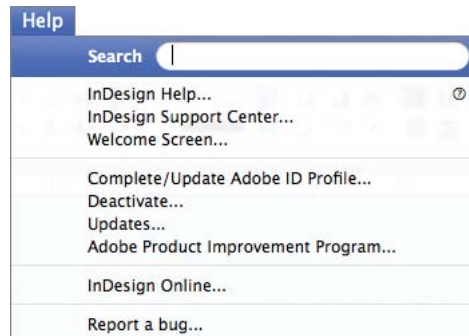 Help
Search
InDesign Help...
InDesign Support Center...
Welcome Screen...
Complete/Update Adobe ID Profile...
Deactivate...
Updates...
Adobe Product Improvement Program...
InDesign Online...
Report a bug...